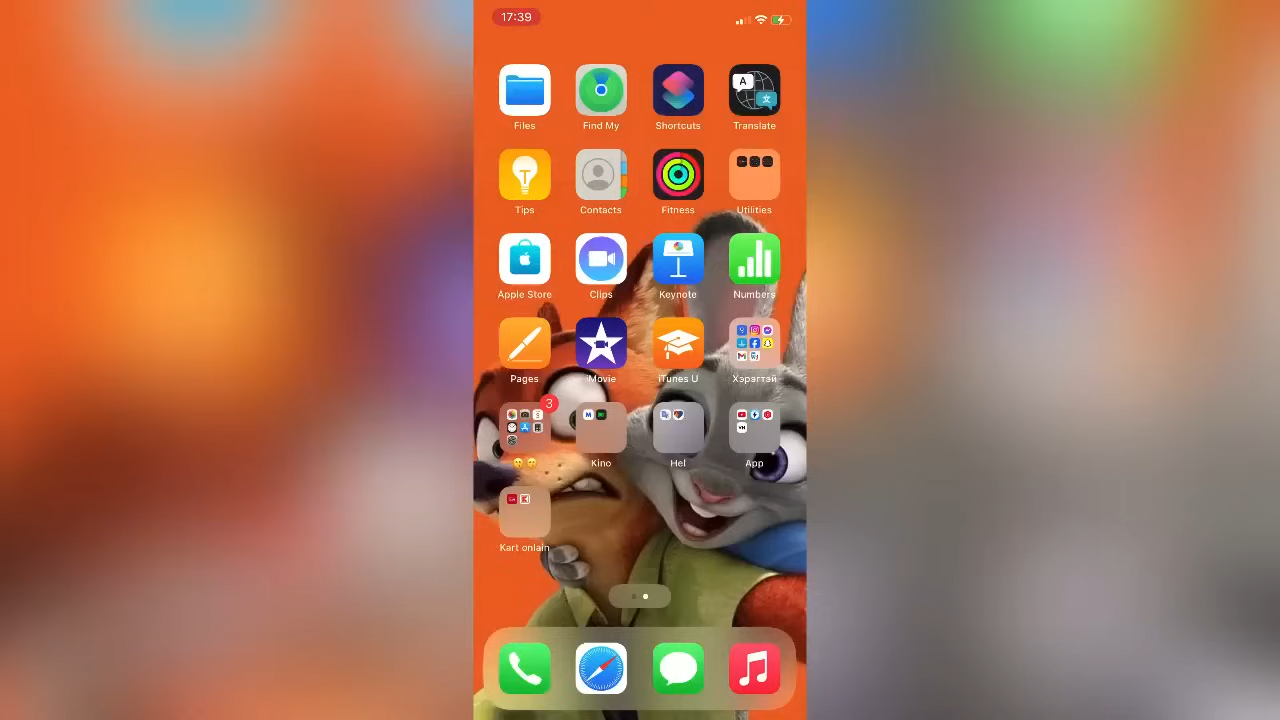 17:39
Files Find My Shortcuts Translate
Tips Contacts Fitness Utilities
Apple Store Clips Keynote Numbers
Pages iMovie iTunes U Хэрэгтэй
3
Kino Hel App
Kart onlain